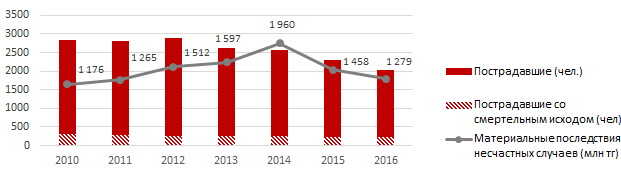 3500
3000
2500
2000
1500
1000
500
0
1 176
1 265
1 512
1 597
1 960
1 458
1 279
2010 2011 2012 2013 2014 2015 2016
Пострадавшие (чел.)
Пострадавшие со
смертельным исходом (чел)
Материальные последствия
несчастных случаев (млн тг)